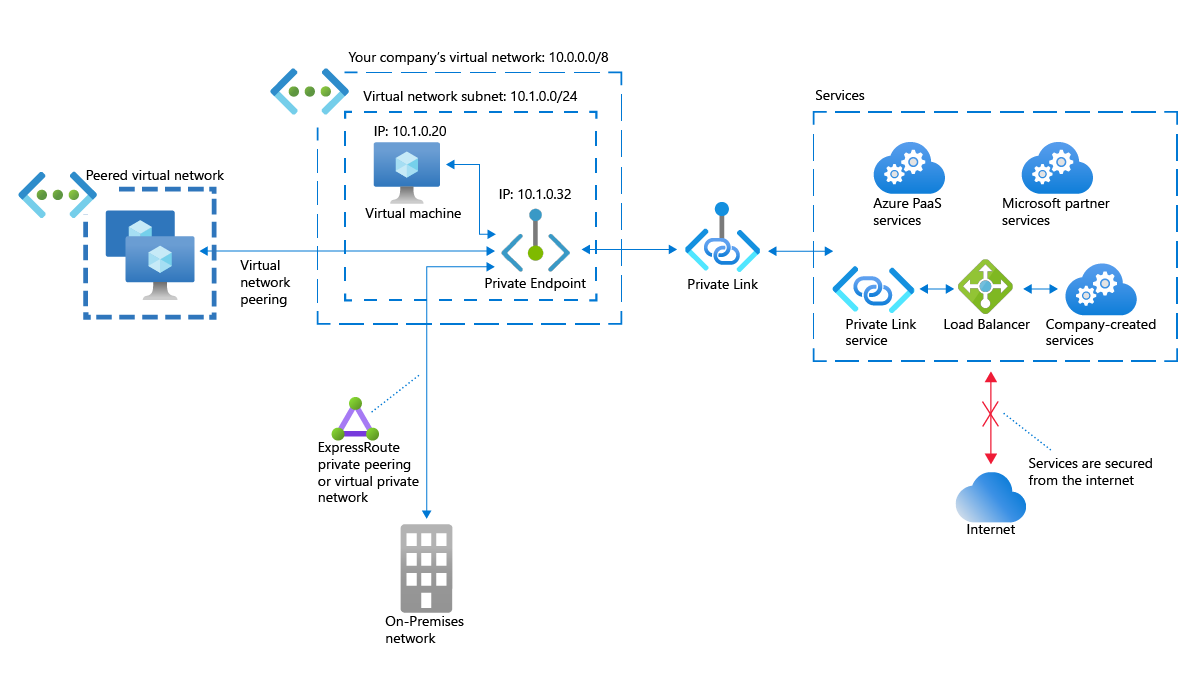 Your company’s virtual network: 10.0.0.0/8
Virtual network subnet: 10.1.0.0/24
IP: 10.1.0.20
Virtual machine
IP: 10.1.0.32
Private Endpoint
Peered virtual network
Virtual
network
peering
Private Link
Services
Azure PaaS
services
Microsoft partner
services
Private Link
service
Load Balancer
Company-created
services
ExpressRoute
private peering
or virtual private
network
On-Premises
network
Services are secured
from the internet
Internet